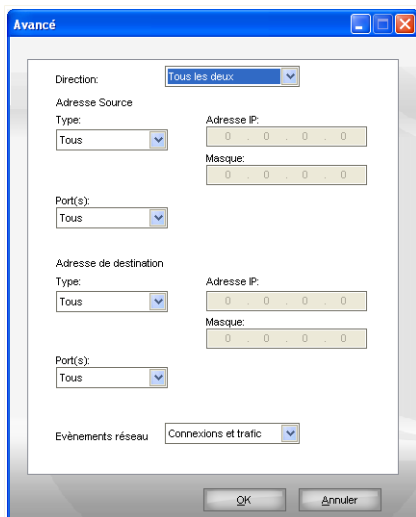 Avancé
Direction: Tous les deux
Adresse Source
Type: Adresse IP:
Tous 0 . 0 . 0 . 0
Masque:
0 . 0 . 0 . 0
Port(s):
Tous
Adresse de destination
Type: Adresse IP:
Tous 0 . 0 . 0 . 0
Masque:
0 . 0 . 0 . 0
Port(s):
Tous
Evènements réseau Connexions et trafic
OK Annuler